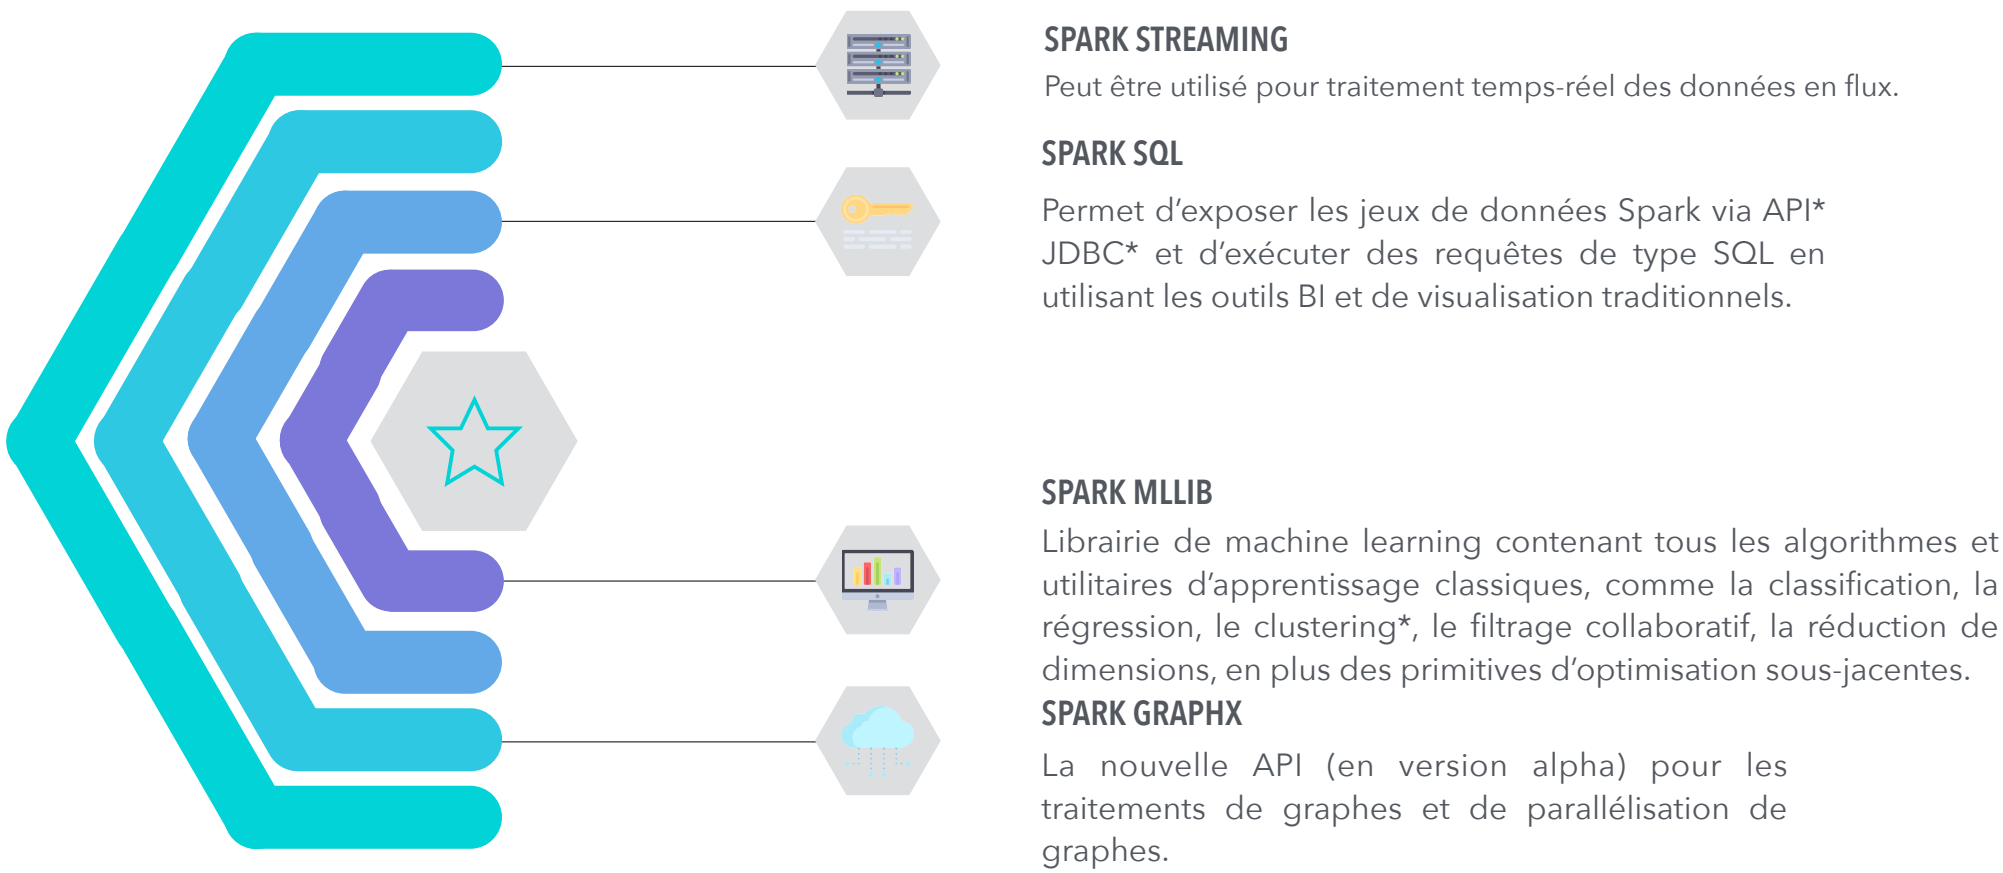 SPARK STREAMING
Peut être utilisé pour traitement temps-réel des données en flux.
SPARK SQL
Permet d’exposer les jeux de données Spark via API*
JDBC* et d’exécuter des requêtes de type SQL en
utilisant les outils BI et de visualisation traditionnels.
SPARK MLLIB
Librairie de machine learning contenant tous les algorithmes et
utilitaires d’apprentissage classiques, comme la classification, la
régression, le clustering*, le filtrage collaboratif, la réduction de
dimensions, en plus des primitives d’optimisation sous-jacentes.
SPARK GRAPHX
La nouvelle API (en version alpha) pour les
traitements de graphes et de parallélisation de
graphes.